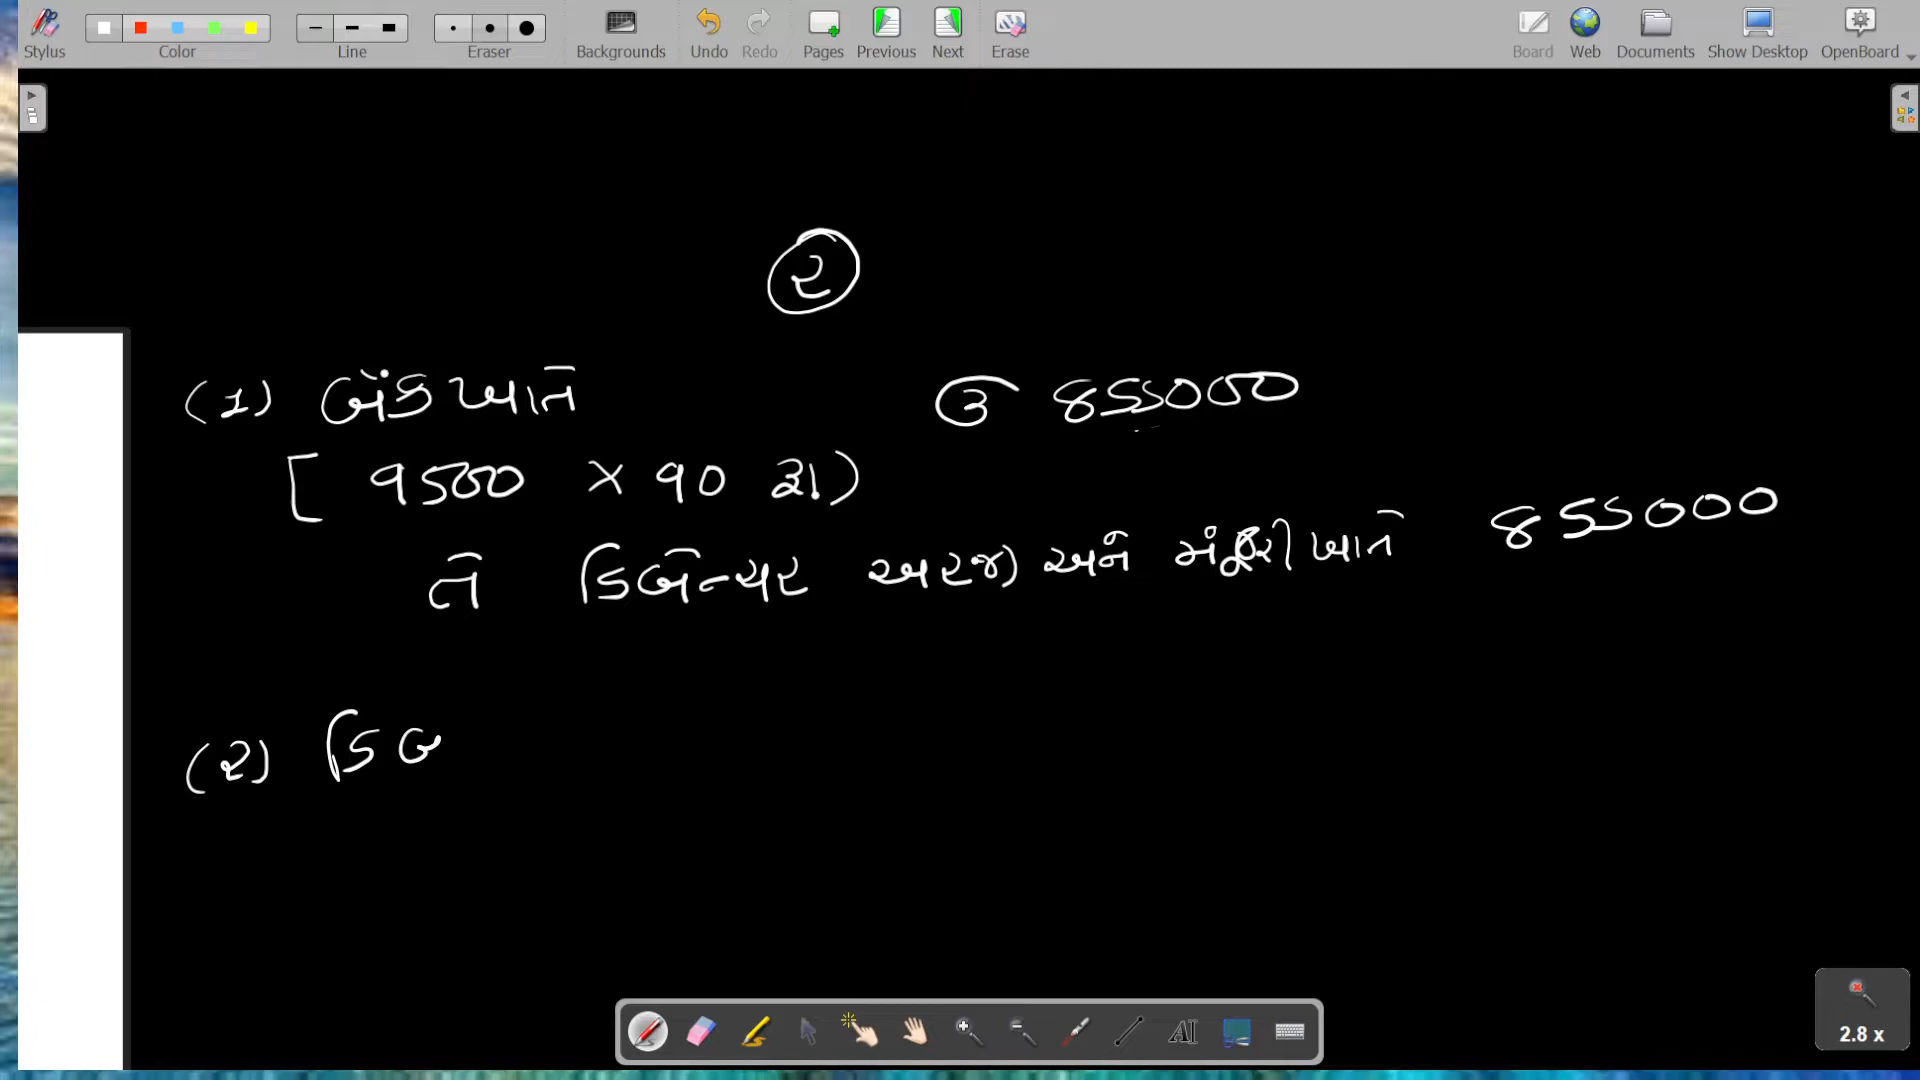 Stylus Color Line Eraser Backgrounds Undo Redo Pages Previous Next Erase Board Web Documents Show Desktop OpenBoard
૨
(1) બેંક ખાતે ઉ 855000
[ 9500 x 90 રૂા)
તે ડિબેન્ચર અરજી અને મંજૂરી ખાતે 855000
(૨) ડિબ
2.8 x